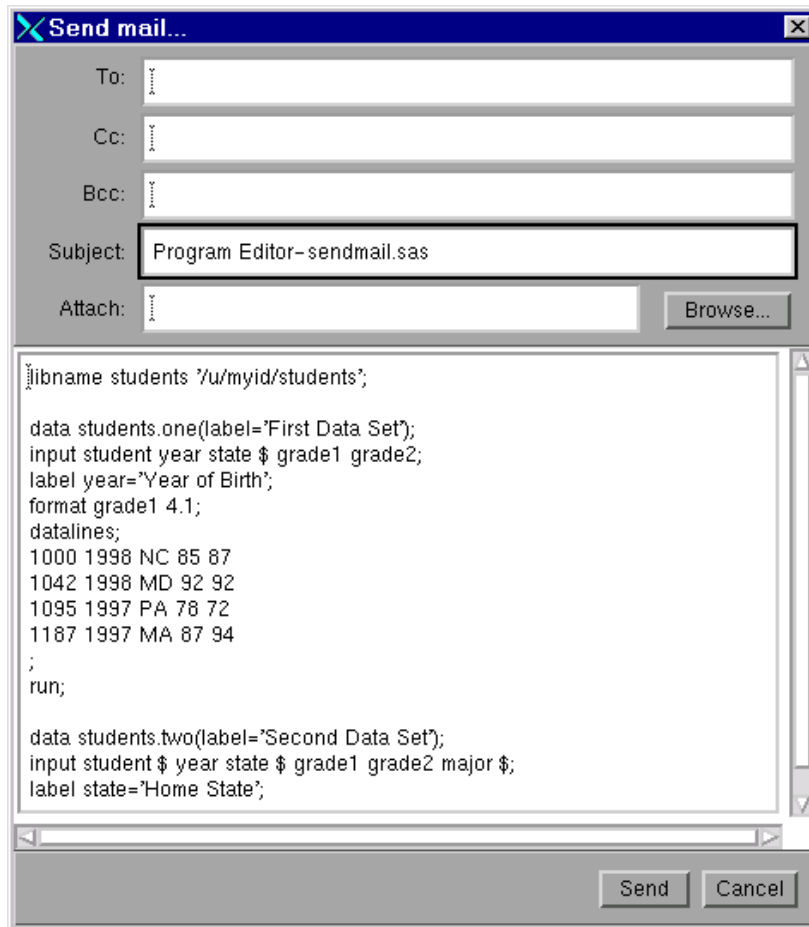 Send mail...
To:
Cc:
Bcc:
Subject: Program Editor-sendmail.sas
Attach: Browse...
libname students '/u/myid/students';
data students.one(label='First Data Set');
input student year state $ grade1 grade2;
label year='Year of Birth';
format grade1 4.1;
datalines;
1000 1998 NC 85 87
1042 1998 MD 92 92
1095 1997 PA 78 72
1187 1997 MA 87 94
;
run;
data students.two(label='Second Data Set');
input student $ year state $ grade1 grade2 major $;
label state='Home State';
Send Cancel